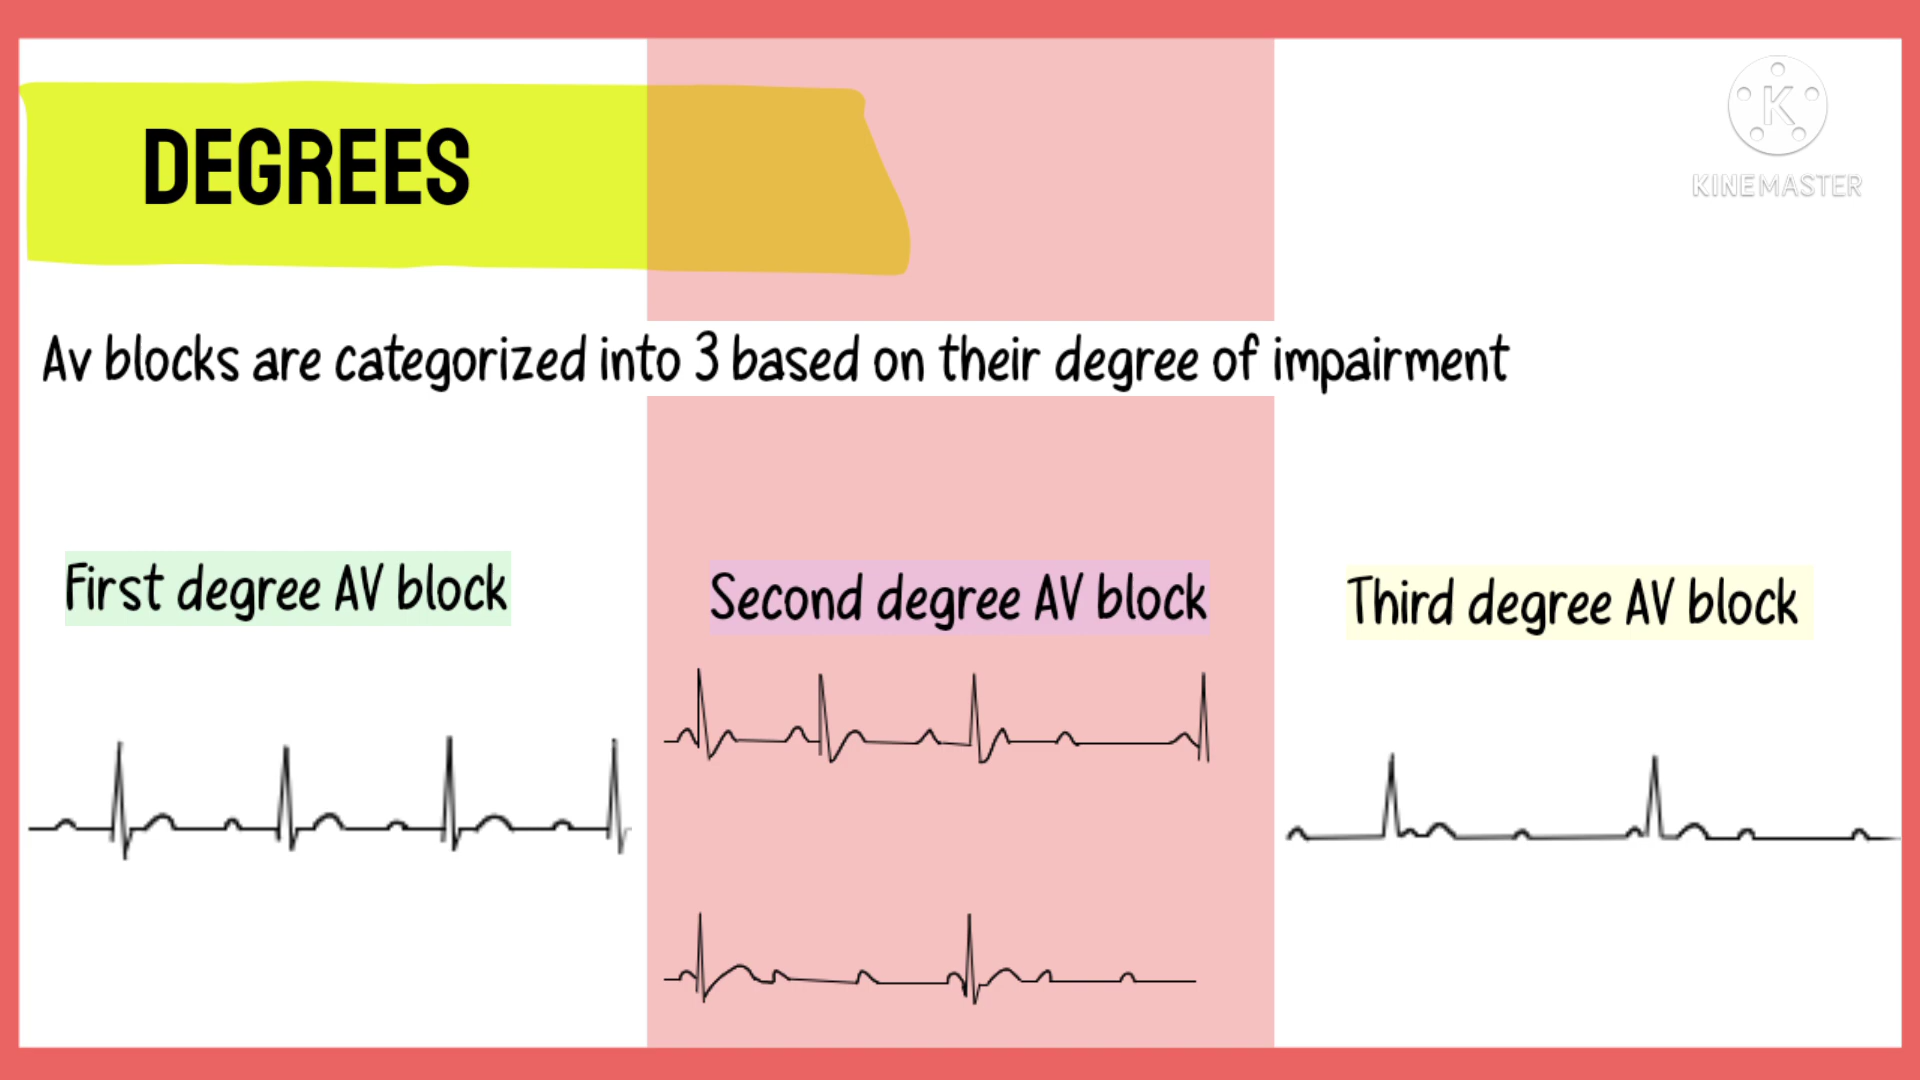 DEGREES
K
KINEMASTER
Av blocks are categorized into 3 based on their degree of impairment
First degree AV block
Second degree AV block
Third degree AV block